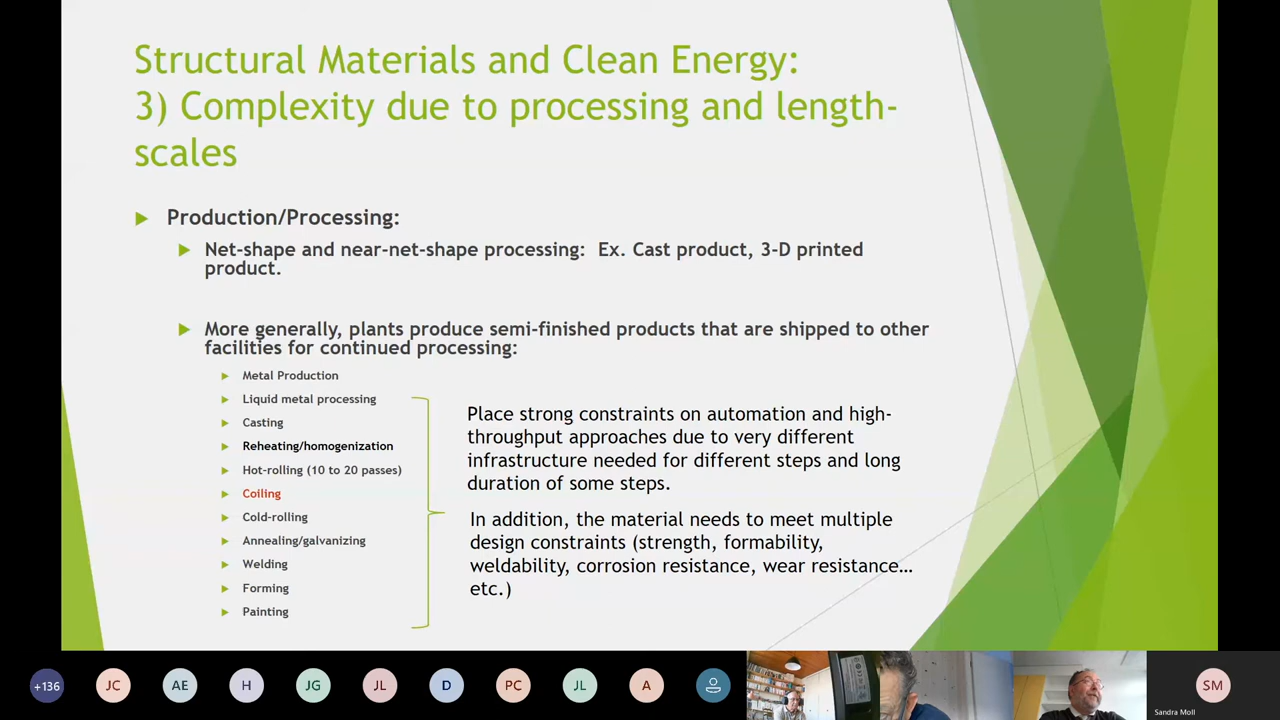 Structural Materials and Clean Energy:
3) Complexity due to processing and length-
scales
Production/Processing:
Net-shape and near-net-shape processing: Ex. Cast product, 3-D printed
product.
More generally, plants produce semi-finished products that are shipped to other
facilities for continued processing:
Metal Production
Liquid metal processing
Casting
Reheating/homogenization
Hot-rolling (10 to 20 passes)
Coiling
Cold-rolling
Annealing/galvanizing
Welding
Forming
Painting
Place strong constraints on automation and high-
throughput approaches due to very different
infrastructure needed for different steps and long
duration of some steps.
In addition, the material needs to meet multiple
design constraints (strength, formability,
weldability, corrosion resistance, wear resistance…
etc.)
+136
JC
AE
H
JG
JL
D
PC
JL
A
SM
Sandra Moll